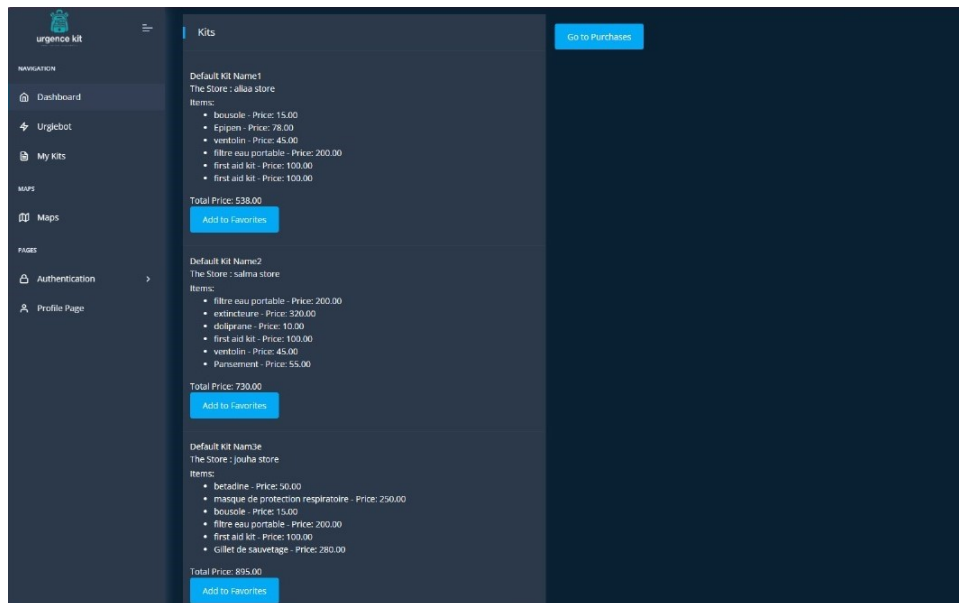 urgence kit
NAVIGATION
Dashboard
Urgiebot
My Kits
MAPS
Maps
PAGES
Authentication
Profile Page
Kits
Default Kit Name1
The Store : aliaa store
Items:
bousole - Price: 15.00
Epipen - Price: 78.00
ventolin - Price: 45.00
filtre eau portable - Price: 200.00
first aid kit - Price: 100.00
first aid kit - Price: 100.00
Total Price: 538.00
Add to Favorites
Default Kit Name2
The Store : salma store
Items:
filtre eau portable - Price: 200.00
extincteure - Price: 320.00
doliprane - Price: 10.00
first aid kit - Price: 100.00
ventolin - Price: 45.00
Pansement - Price: 55.00
Total Price: 730.00
Add to Favorites
Default Kit Nam3e
The Store : jouha store
Items:
betadine - Price: 50.00
masque de protection respiratoire - Price: 250.00
bousole - Price: 15.00
filtre eau portable - Price: 200.00
first aid kit - Price: 100.00
Gillet de sauvetage - Price: 280.00
Total Price: 895.00
Add to Favorites
Go to Purchases